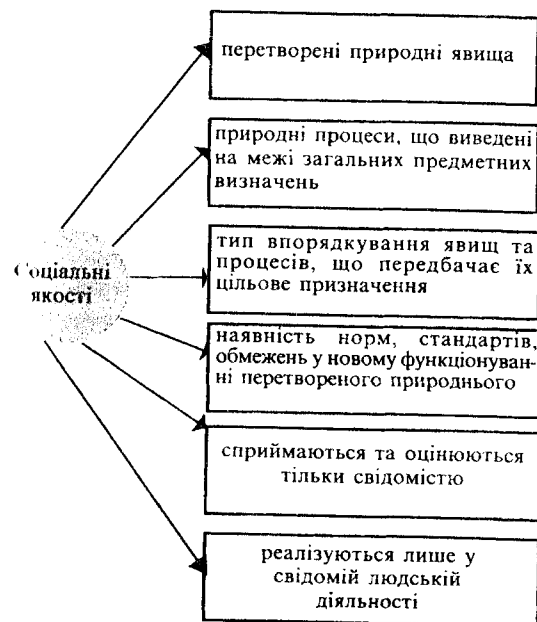 перетворені природні явища
природні процеси, що виведені
на межі загальних предметних
визначень
тип впорядкування явищ та
процесів, що передбачає їх
цільове призначення
Соціальні
якості
наявність норм, стандартів,
обмежень у новому функціонуван-
ні перетвореного природнього
сприймаються та оцінюються
тільки свідомістю
реалізуються лише у
свідомій людській
діяльності